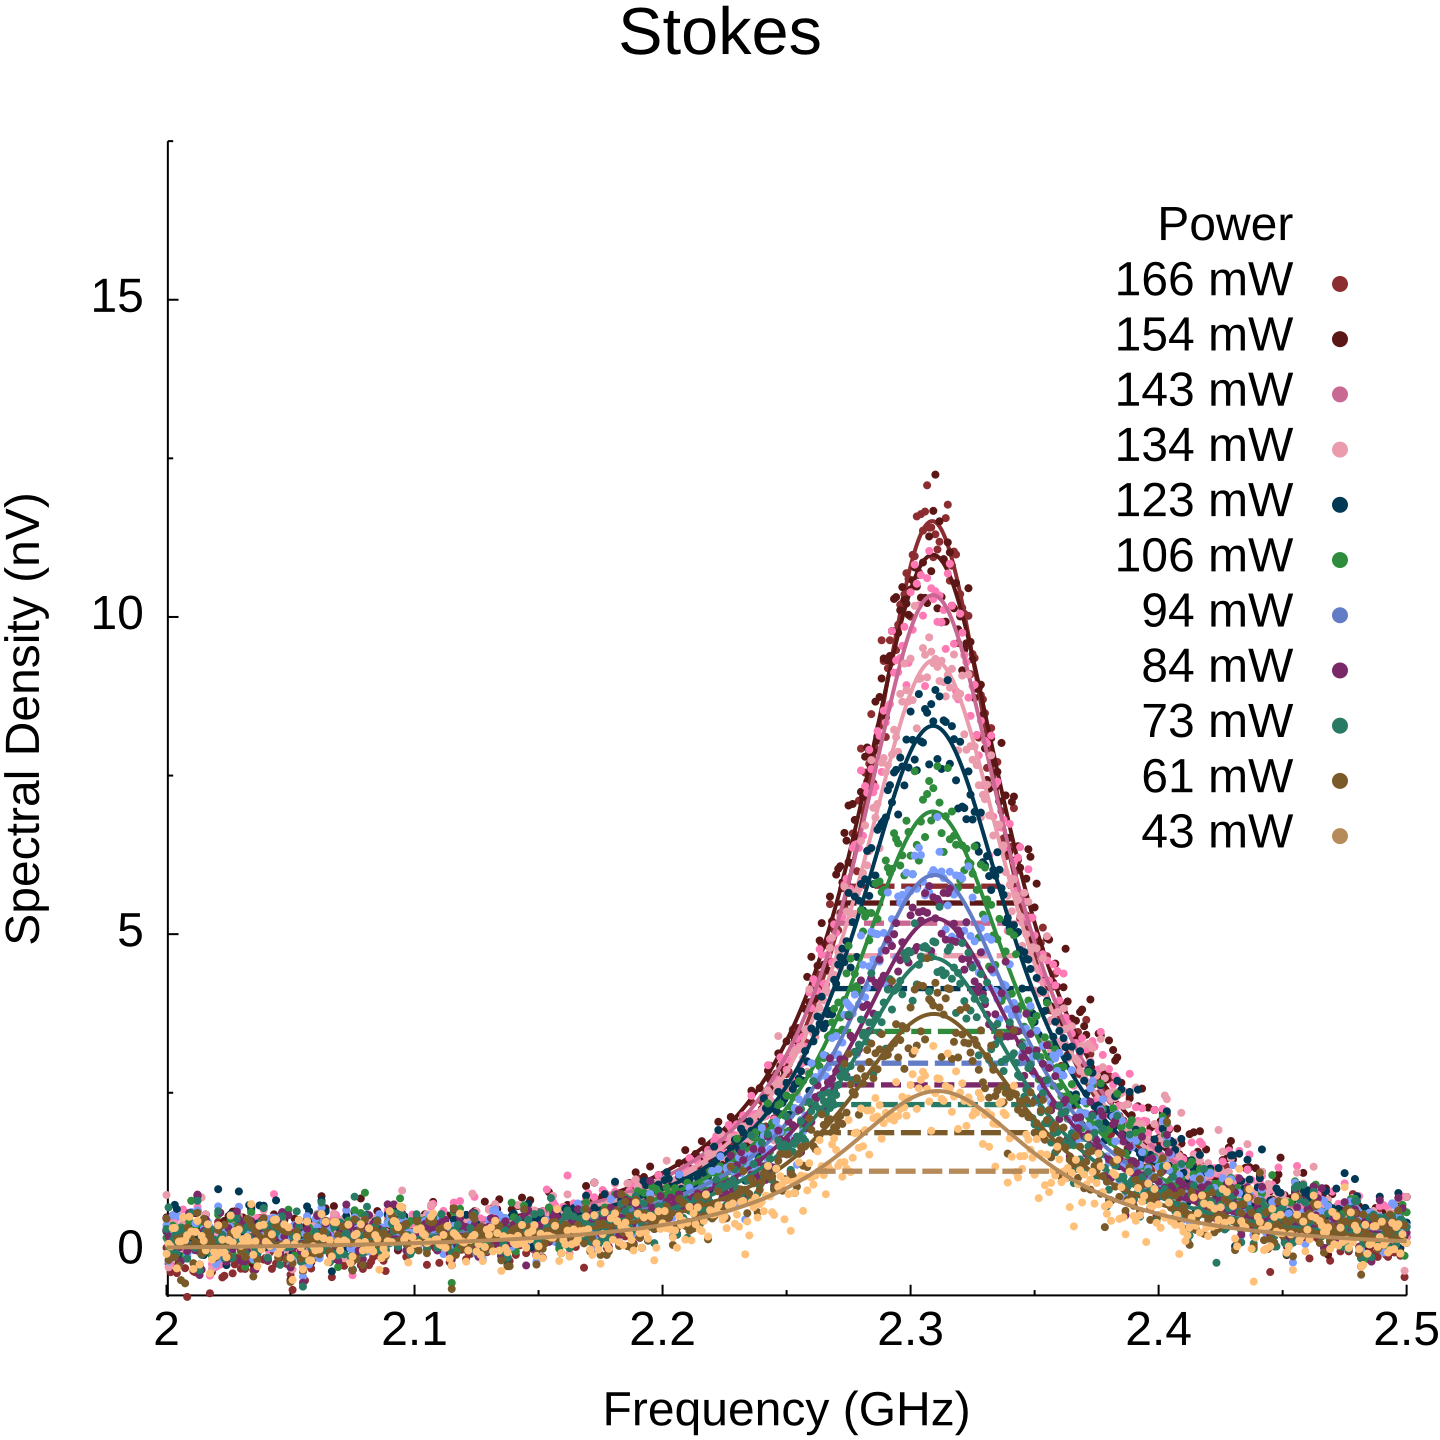 Stokes
Power
166 mW
154 mW
143 mW
134 mW
123 mW
106 mW
94 mW
84 mW
73 mW
61 mW
43 mW
15
10
5
0
Spectral Density (nV)
2 2.1 2.2 2.3 2.4 2.5
Frequency (GHz)